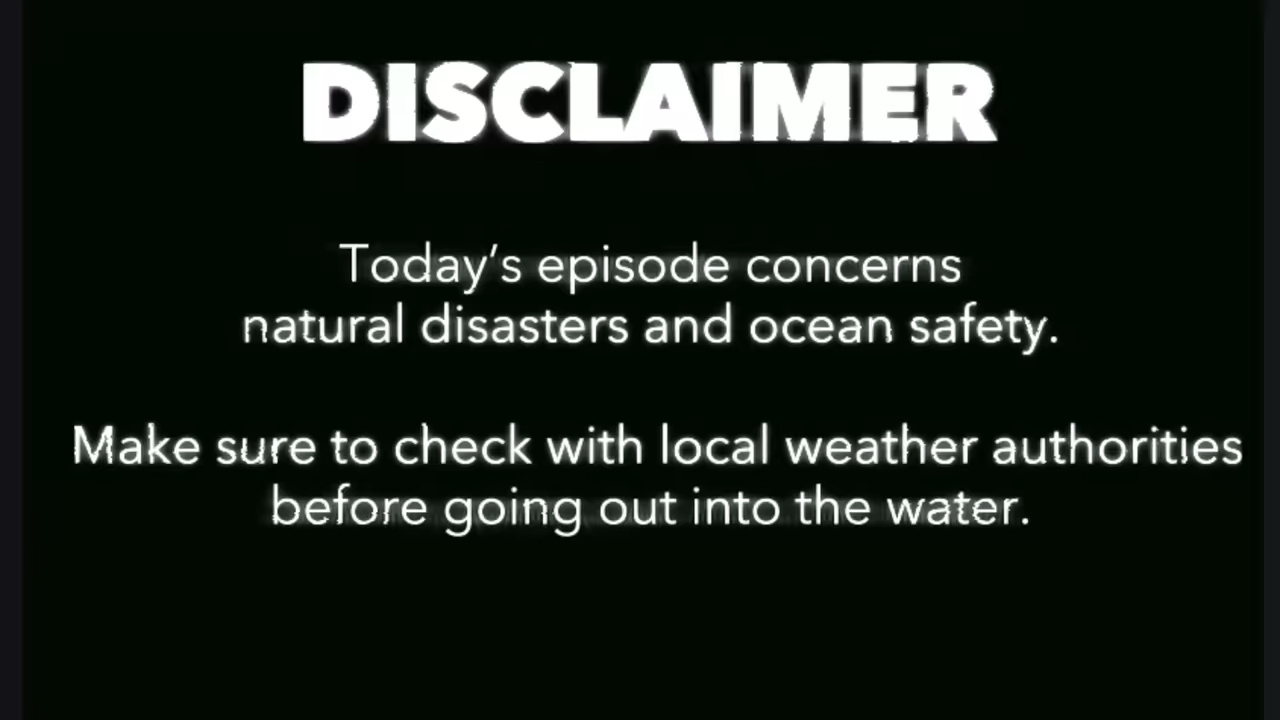 DISCLAIMER
Today’s episode concerns
natural disasters and ocean safety.
Make sure to check with local weather authorities
before going out into the water.